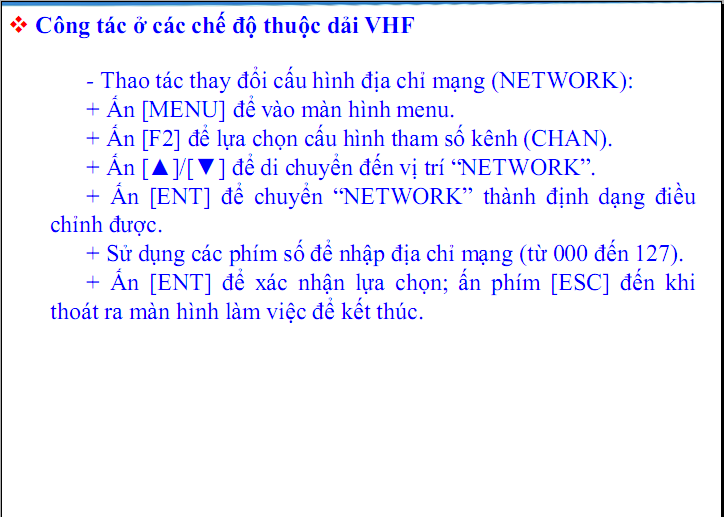 ❖ Công tác ở các chế độ thuộc dải VHF
- Thao tác thay đổi cấu hình địa chỉ mạng (NETWORK):
+ Ấn [MENU] để vào màn hình menu.
+ Ấn [F2] để lựa chọn cấu hình tham số kênh (CHAN).
+ Ấn [▲]/[▼] để di chuyển đến vị trí “NETWORK”.
+ Ấn [ENT] để chuyển “NETWORK” thành định dạng điều
chỉnh được.
+ Sử dụng các phím số để nhập địa chỉ mạng (từ 000 đến 127).
+ Ấn [ENT] để xác nhận lựa chọn; ấn phím [ESC] đến khi
thoát ra màn hình làm việc để kết thúc.